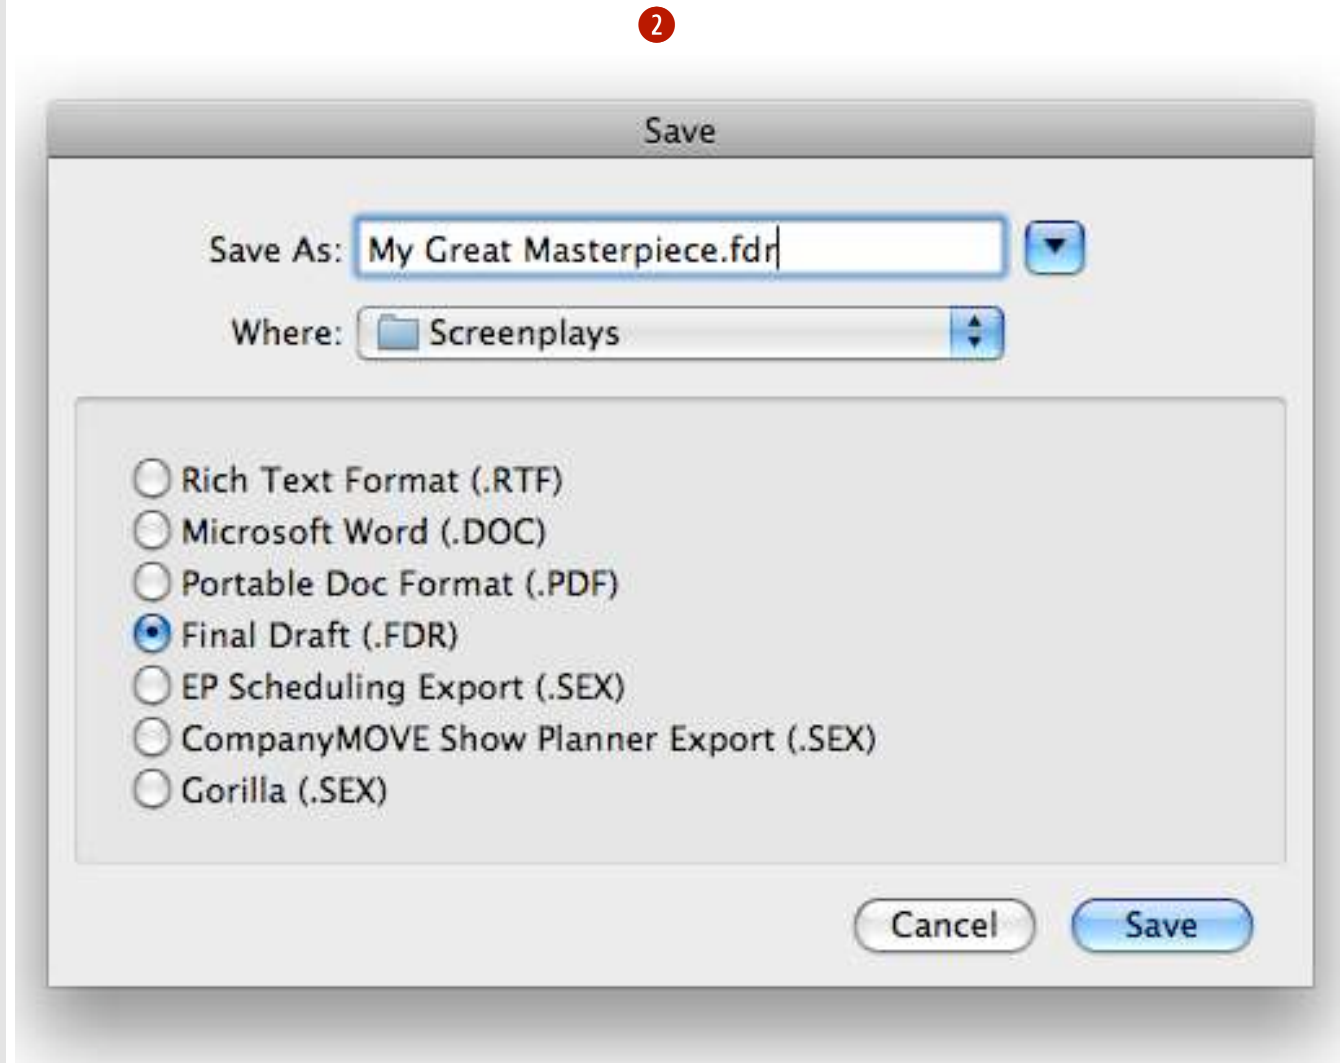 2
Save
Save As: My Great Masterpiece.fdr
Where: Screenplays
Rich Text Format (.RTF)
Microsoft Word (.DOC)
Portable Doc Format (.PDF)
Final Draft (.FDR)
EP Scheduling Export (.SEX)
CompanyMOVE Show Planner Export (.SEX)
Gorilla (.SEX)
Cancel Save